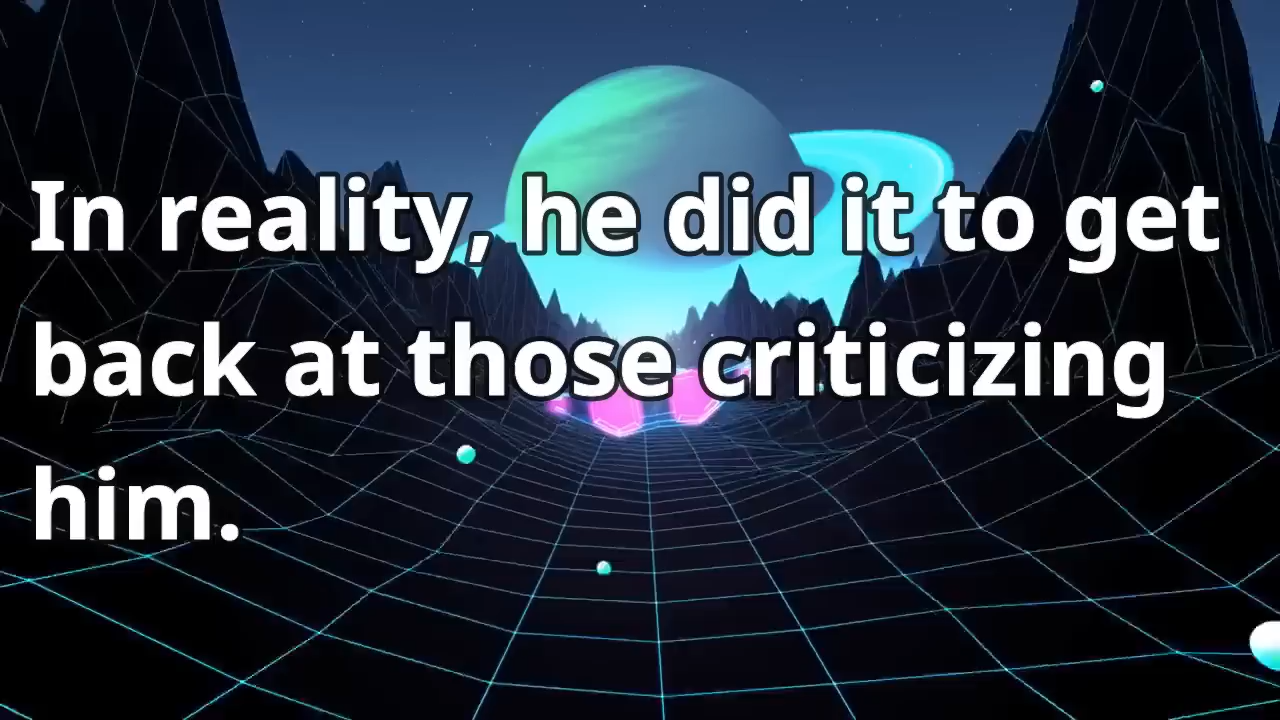 In reality, he did it to get
back at those criticizing
him.